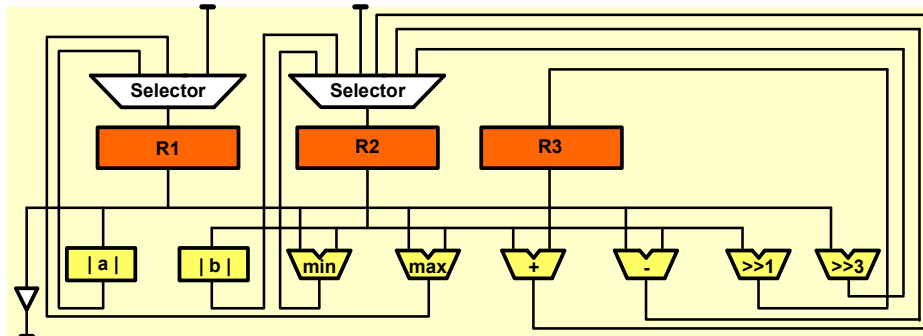 Selector Selector
R1 R2 R3
| a | | b | min max + - >>1 >>3